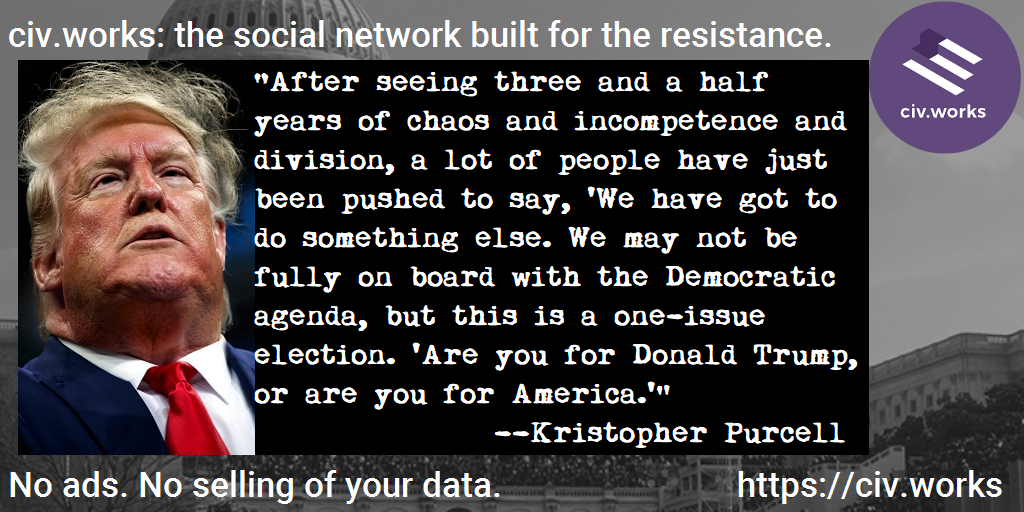 civ.works: the social network built for the resistance.
civ.works
"After seeing three and a half
years of chaos and incompetence and
division, a lot of people have just
been pushed to say, 'We have got to
do something else. We may not be
fully on board with the Democratic
agenda, but this is a one-issue
election. 'Are you for Donald Trump,
or are you for America.'"
--Kristopher Purcell
No ads. No selling of your data.
https://civ.works